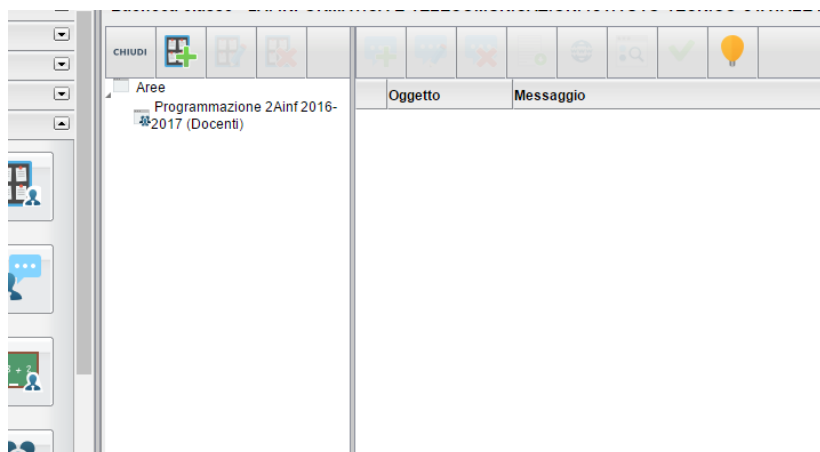 CHIUDI
Aree
Programmazione 2Ainf 2016-
2017 (Docenti)
Oggetto Messaggio